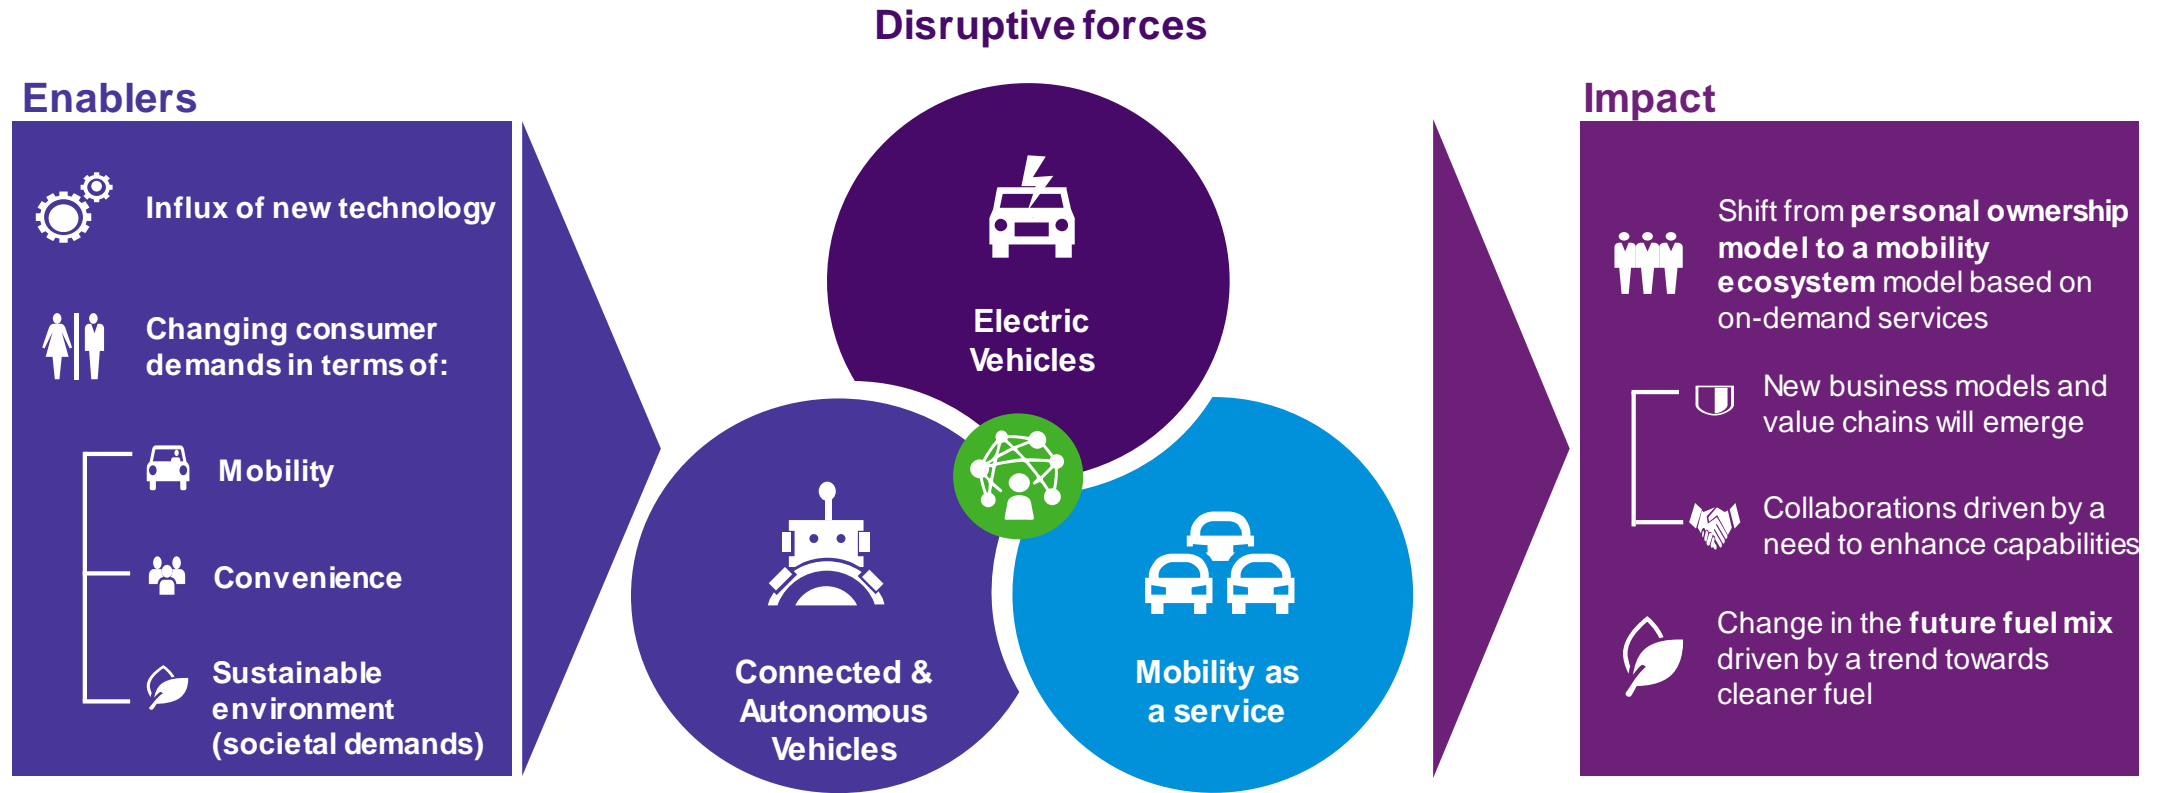 Disruptive forces
Enablers
Influx of new technology
Changing consumer
demands in terms of:
Mobility
Convenience
Sustainable
environment
(societal demands)
Electric
Vehicles
Connected &
Autonomous
Vehicles
Mobility as
a service
Impact
Shift from personal ownership
model to a mobility
ecosystem model based on
on-demand services
New business models and
value chains will emerge
Collaborations driven by a
need to enhance capabilities
Change in the future fuel mix
driven by a trend towards
cleaner fuel